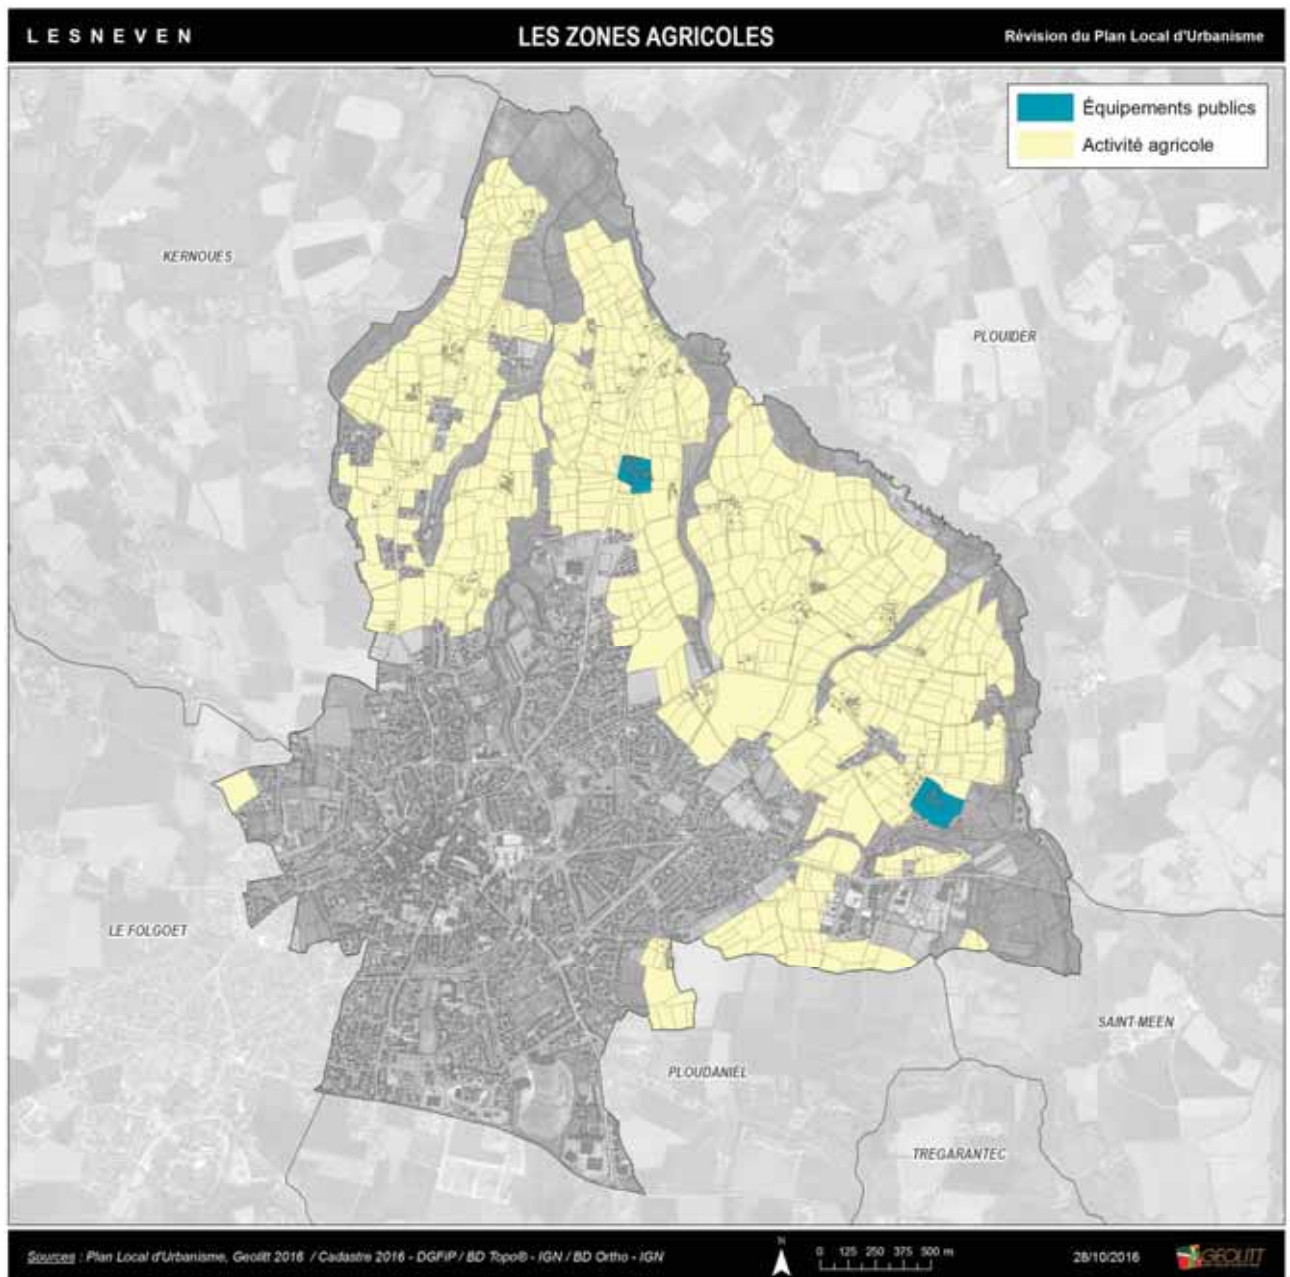 LESNEVEN
LES ZONES AGRICOLES
Révision du Plan Local d'Urbanisme
Équipements publics
Activité agricole
KERNOUES
PLOUIDER
LE FOLGOET
SAINT-MEEN
PLOUDANIEL
TREGARANTEC
Sources : Plan Local d'Urbanisme, Geolitt 2016 / Cadastre 2016 - DGFiP / BD Topo® - IGN / BD Ortho - IGN
N
0 125 250 375 500 m
28/10/2016
GEOLITT